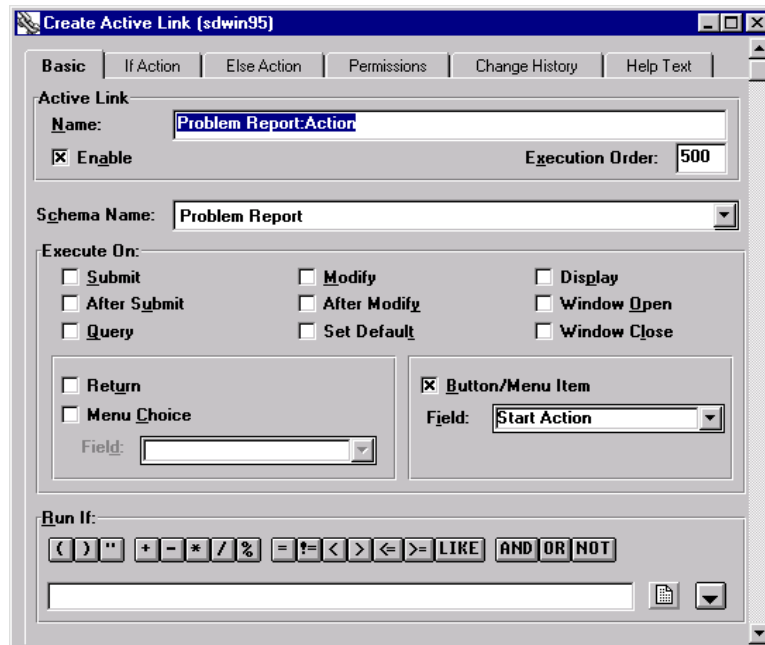 Create Active Link (sdwin95)
Basic If Action Else Action Permissions Change History Help Text
Active Link
Name: Problem Report:Action
Enable Execution Order: 500
Schema Name: Problem Report
Execute On:
Submit Modify Display
After Submit After Modify Window Open
Query Set Default Window Close
Return Button/Menu Item
Menu Choice Field: Start Action
Field:
Run If:
( ) " + - * / % = != < > <= >= LIKE AND OR NOT